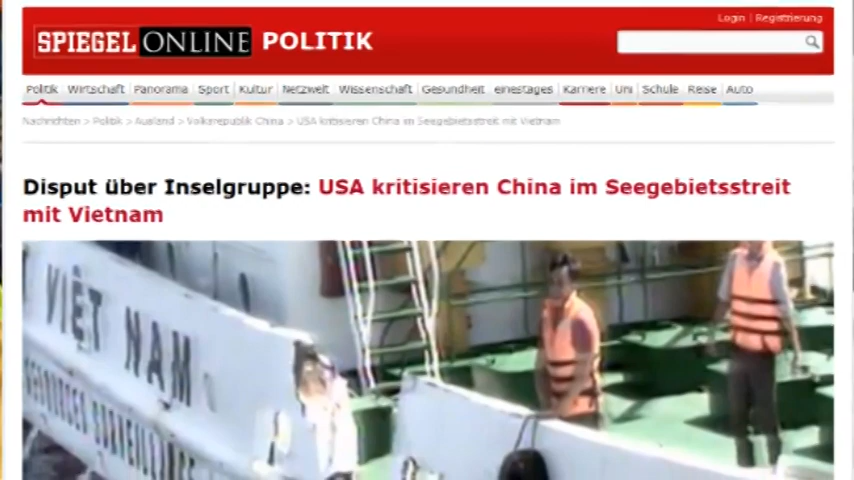 Login | Registrierung
SPIEGEL ONLINE POLITIK
Politik Wirtschaft Panorama Sport Kultur Netzwelt Wissenschaft Gesundheit einestages Karriere Uni Schule Reise Auto
Nachrichten > Politik > Ausland > Volksrepublik China > USA kritisieren China im Seegebietsstreit mit Vietnam
Disput über Inselgruppe: USA kritisieren China im Seegebietsstreit
mit Vietnam
VIỆT NAM